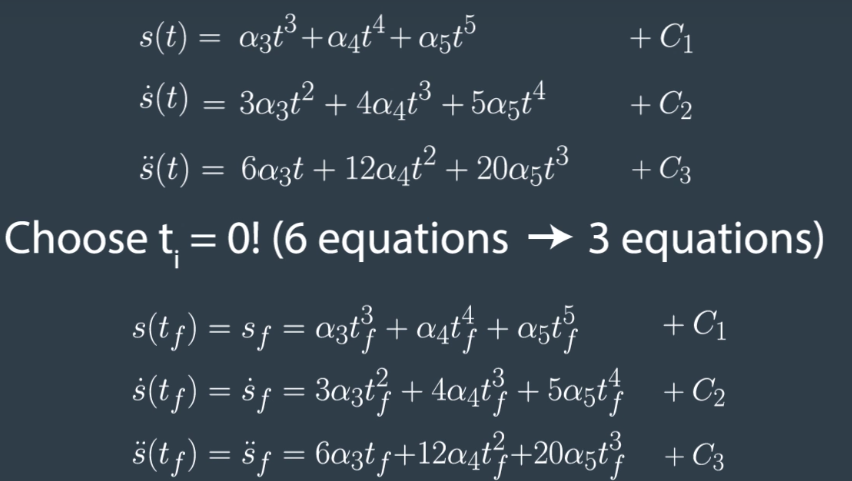 s(t) = α₃t³+α₄t⁴+α₅t⁵ + C₁
ṡ(t) = 3α₃t² + 4α₄t³ + 5α₅t⁴ + C₂
s̈(t) = 6α₃t + 12α₄t² + 20α₅t³ + C₃
Choose tᵢ = 0! (6 equations → 3 equations)
s(t_f) = s_f = α₃t_f³ + α₄t_f⁴ + α₅t_f⁵ + C₁
ṡ(t_f) = ṡ_f = 3α₃t_f² + 4α₄t_f³ + 5α₅t_f⁴ + C₂
s̈(t_f) = s̈_f = 6α₃t_f+12α₄t_f²+20α₅t_f³ + C₃